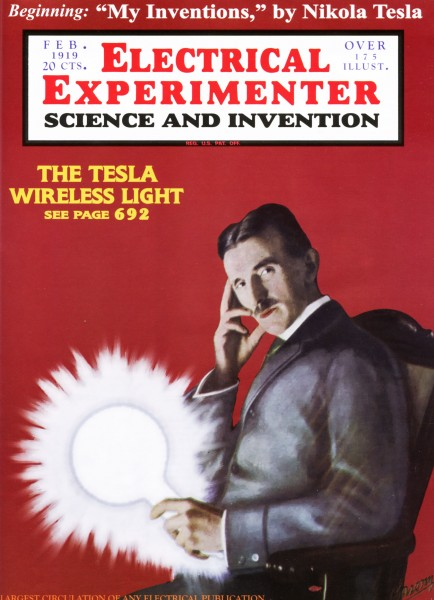 Beginning: “My Inventions,” by Nikola Tesla
FEB.
1919
20 CTS.
ELECTRICAL
EXPERIMENTER
SCIENCE AND INVENTION
OVER
175
ILLUST.
REG. U.S. PAT. OFF.
THE TESLA
WIRELESS LIGHT
SEE PAGE 692
LARGEST CIRCULATION OF ANY ELECTRICAL PUBLICATION